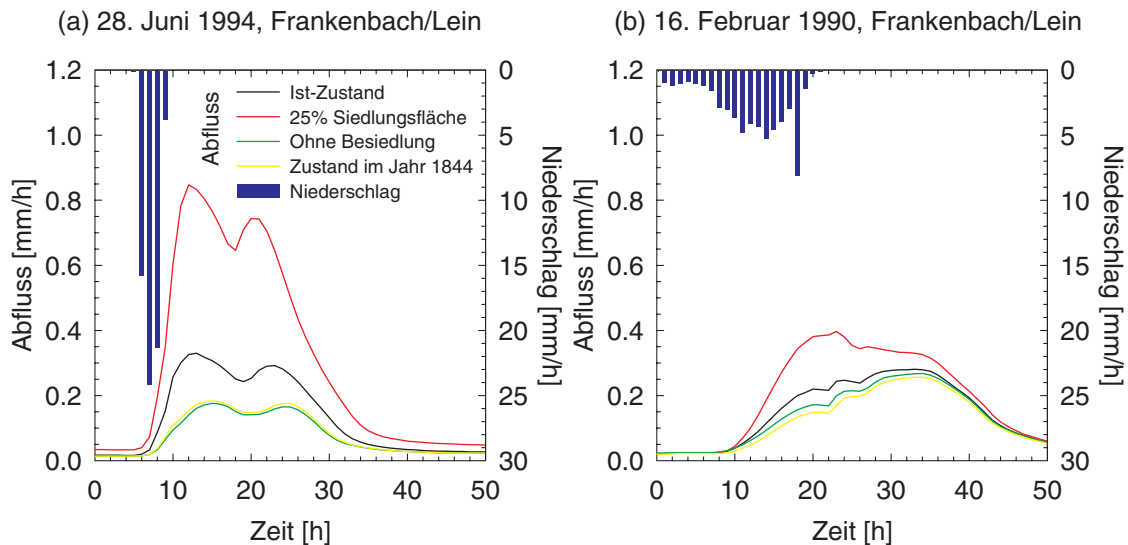 (a) 28. Juni 1994, Frankenbach/Lein
1.2
1.0
0.8
0.6
0.4
0.2
0.0
Abfluss [mm/h]
0
5
10
15
20
25
30
Niederschlag [mm/h]
0 10 20 30 40 50
Zeit [h]
Abfluss
Ist-Zustand
25% Siedlungsfläche
Ohne Besiedlung
Zustand im Jahr 1844
Niederschlag
(b) 16. Februar 1990, Frankenbach/Lein
1.2
1.0
0.8
0.6
0.4
0.2
0.0
Abfluss [mm/h]
0
5
10
15
20
25
30
Niederschlag [mm/h]
0 10 20 30 40 50
Zeit [h]